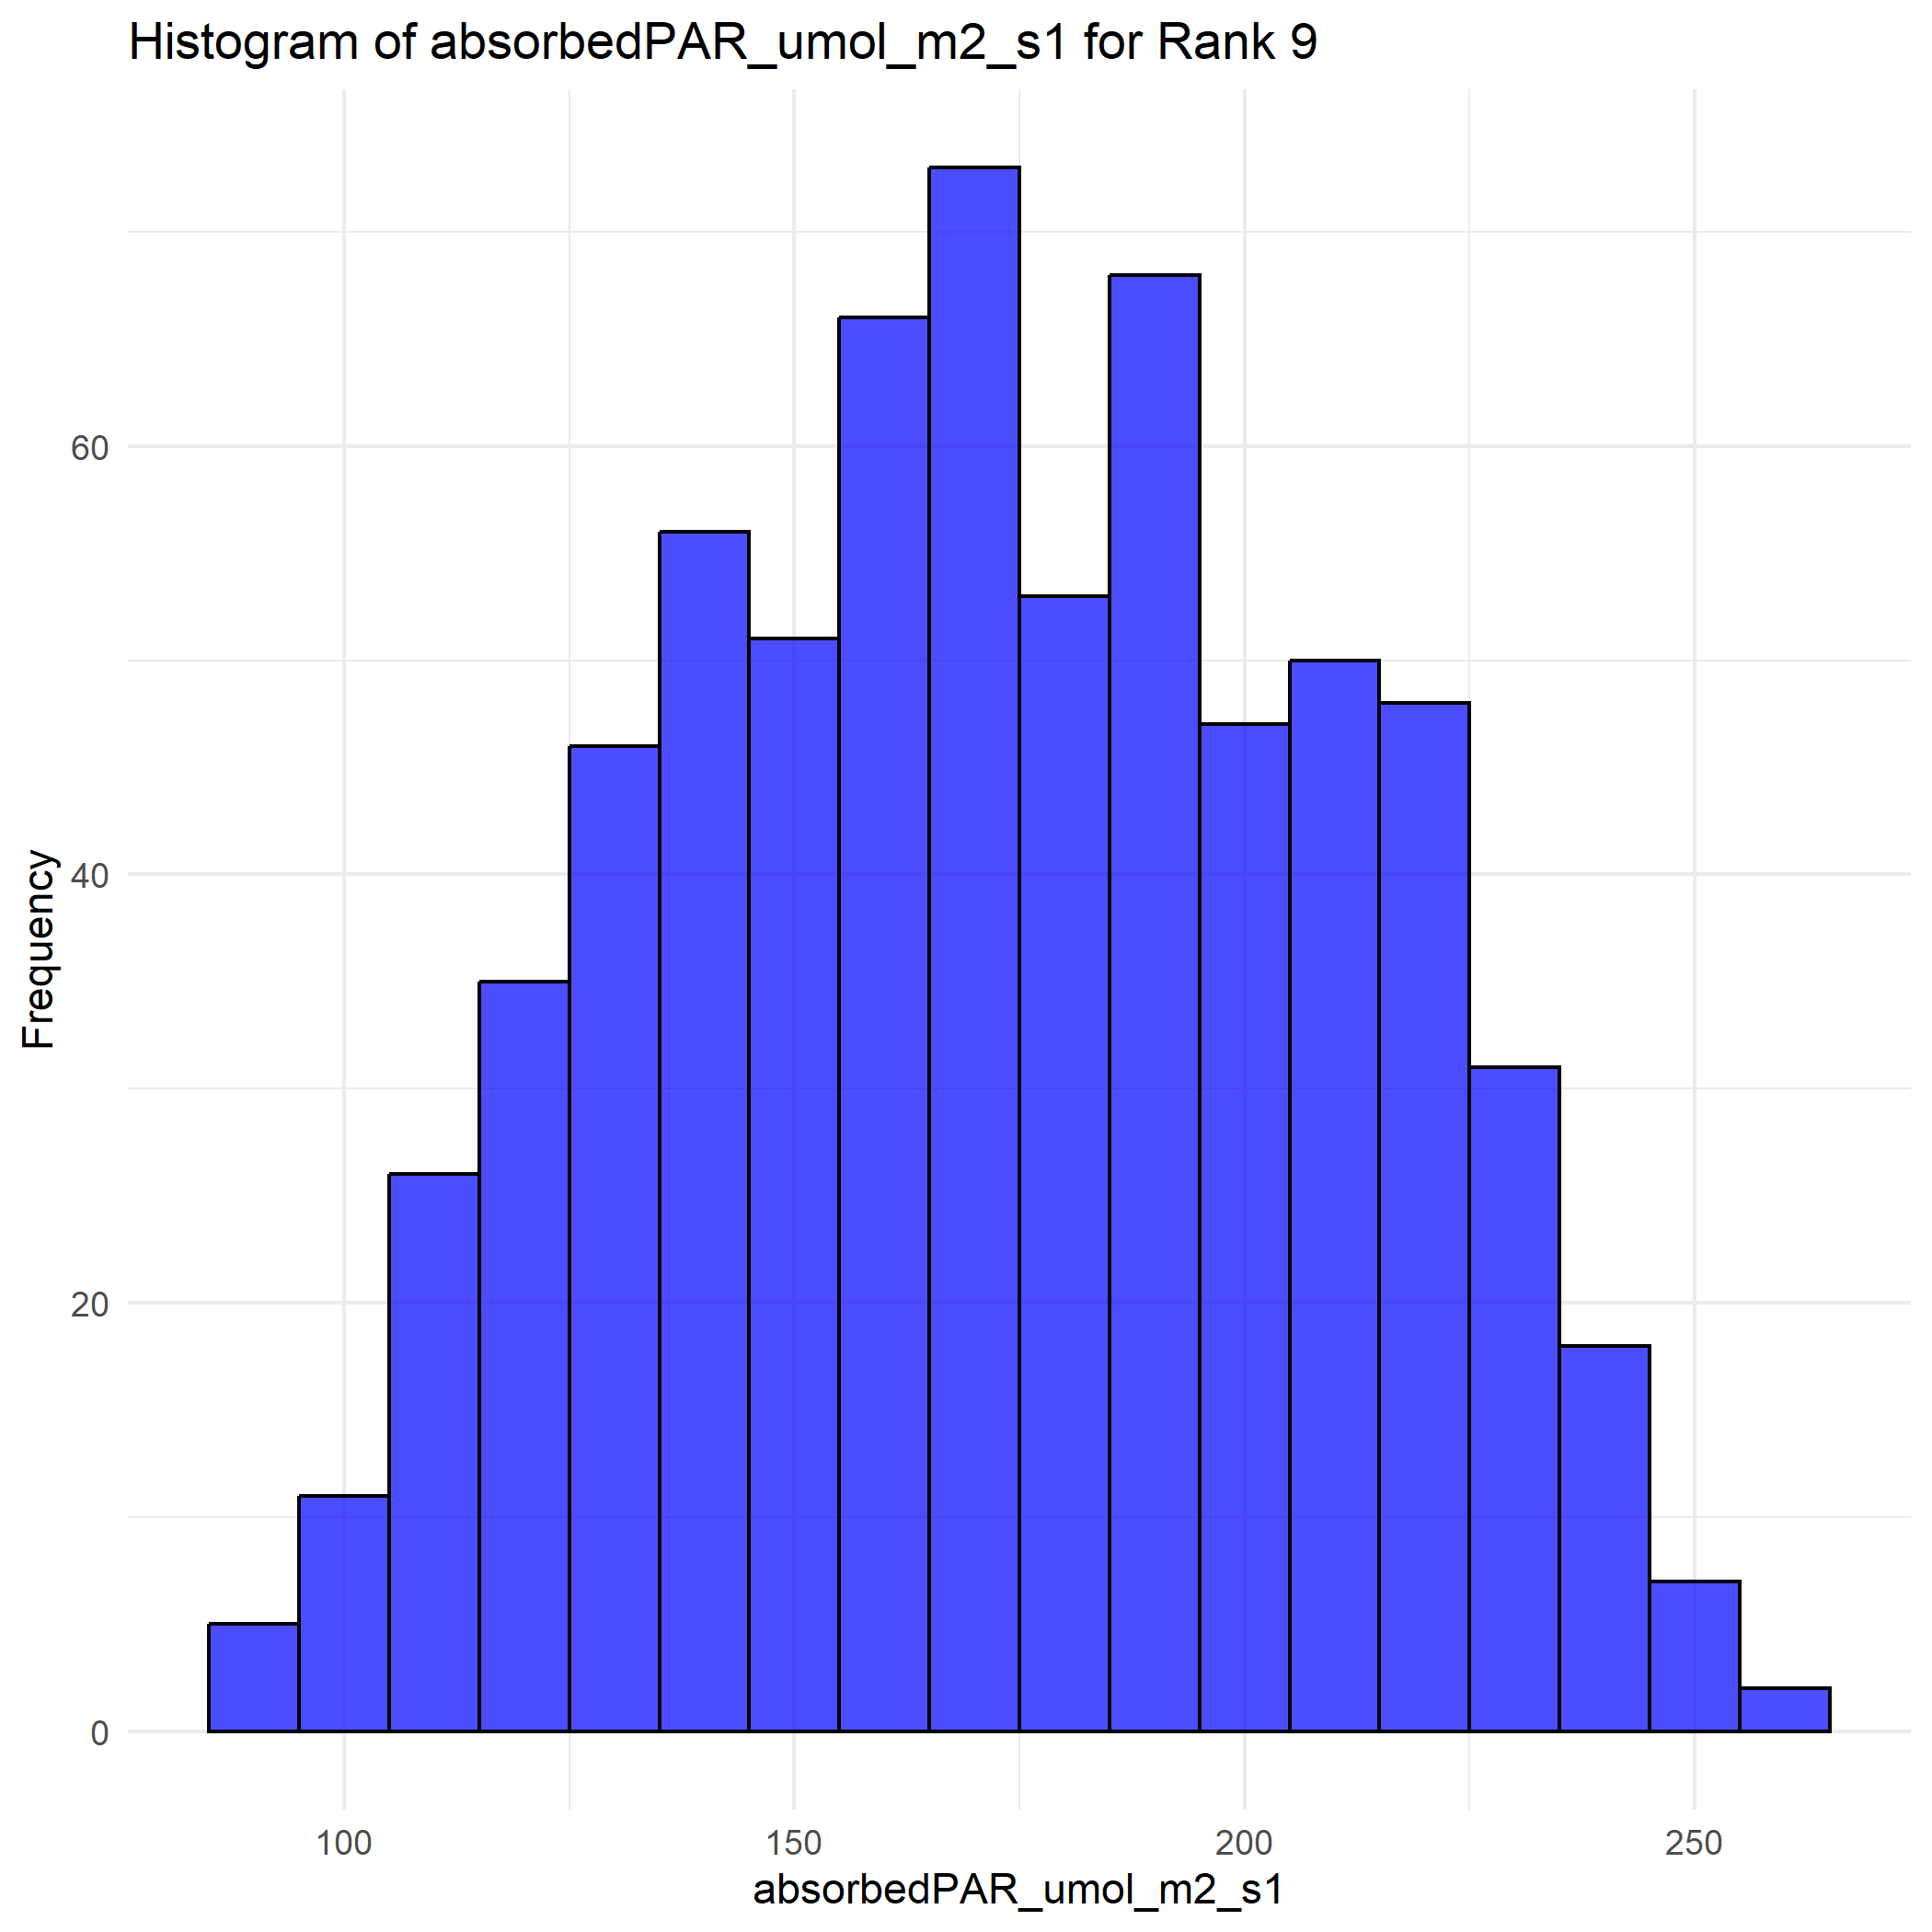 Histogram of absorbedPAR_umol_m2_s1 for Rank 9
60
40
20
0
Frequency
100 150 200 250
absorbedPAR_umol_m2_s1